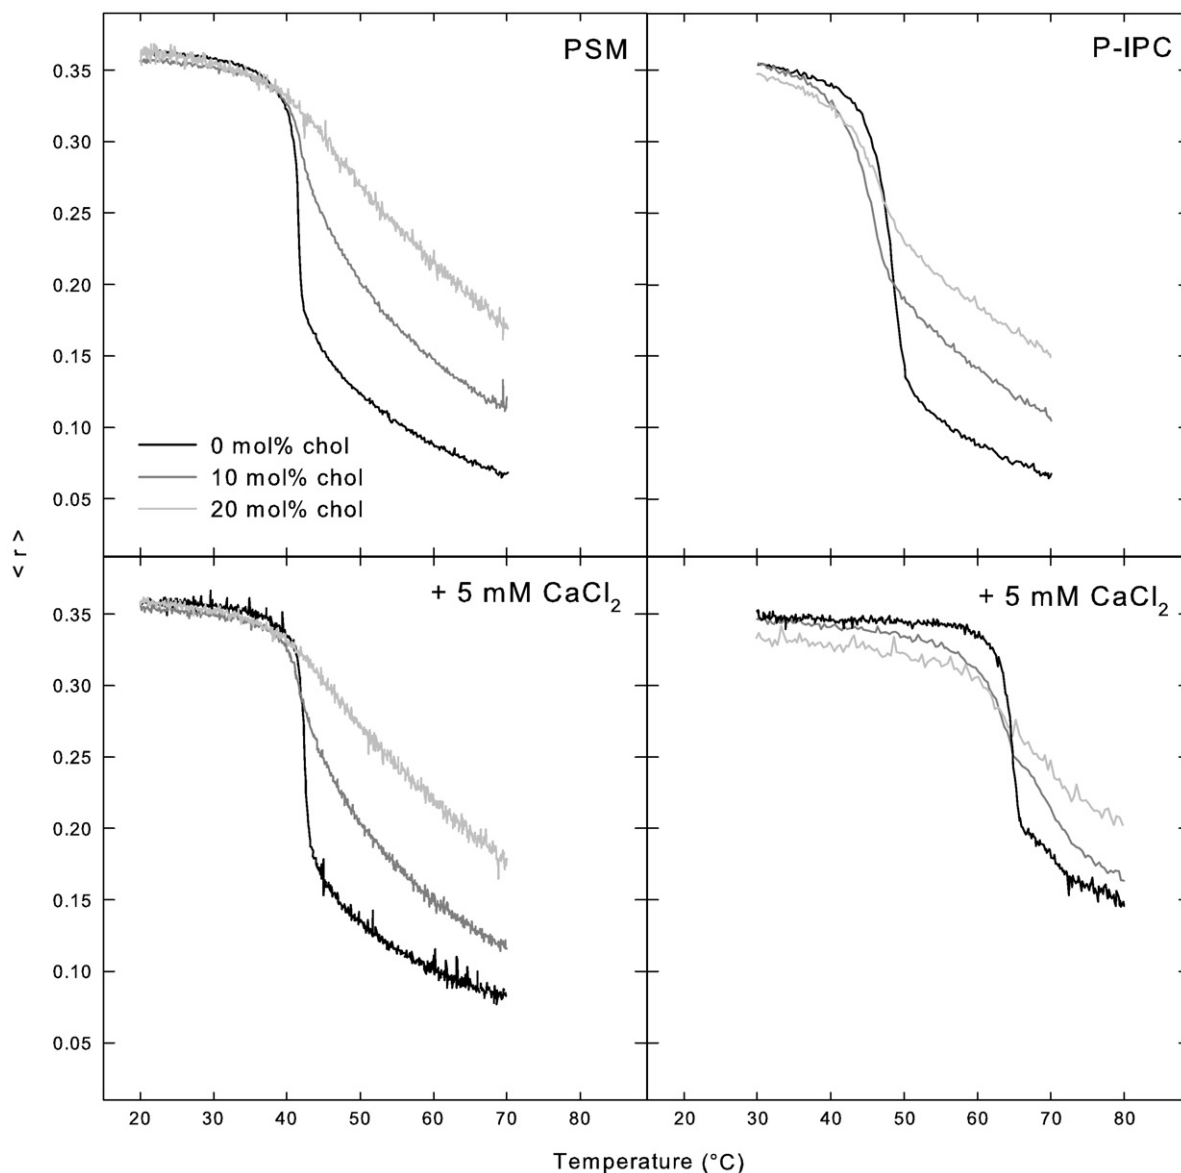 PSM
P-IPC
0.35
0.30
0.25
0.20
0.15
0.10
0.05
0 mol% chol
10 mol% chol
20 mol% chol
< r >
+ 5 mM CaCl₂
+ 5 mM CaCl₂
0.35
0.30
0.25
0.20
0.15
0.10
0.05
20 30 40 50 60 70 80
20 30 40 50 60 70 80
Temperature (°C)